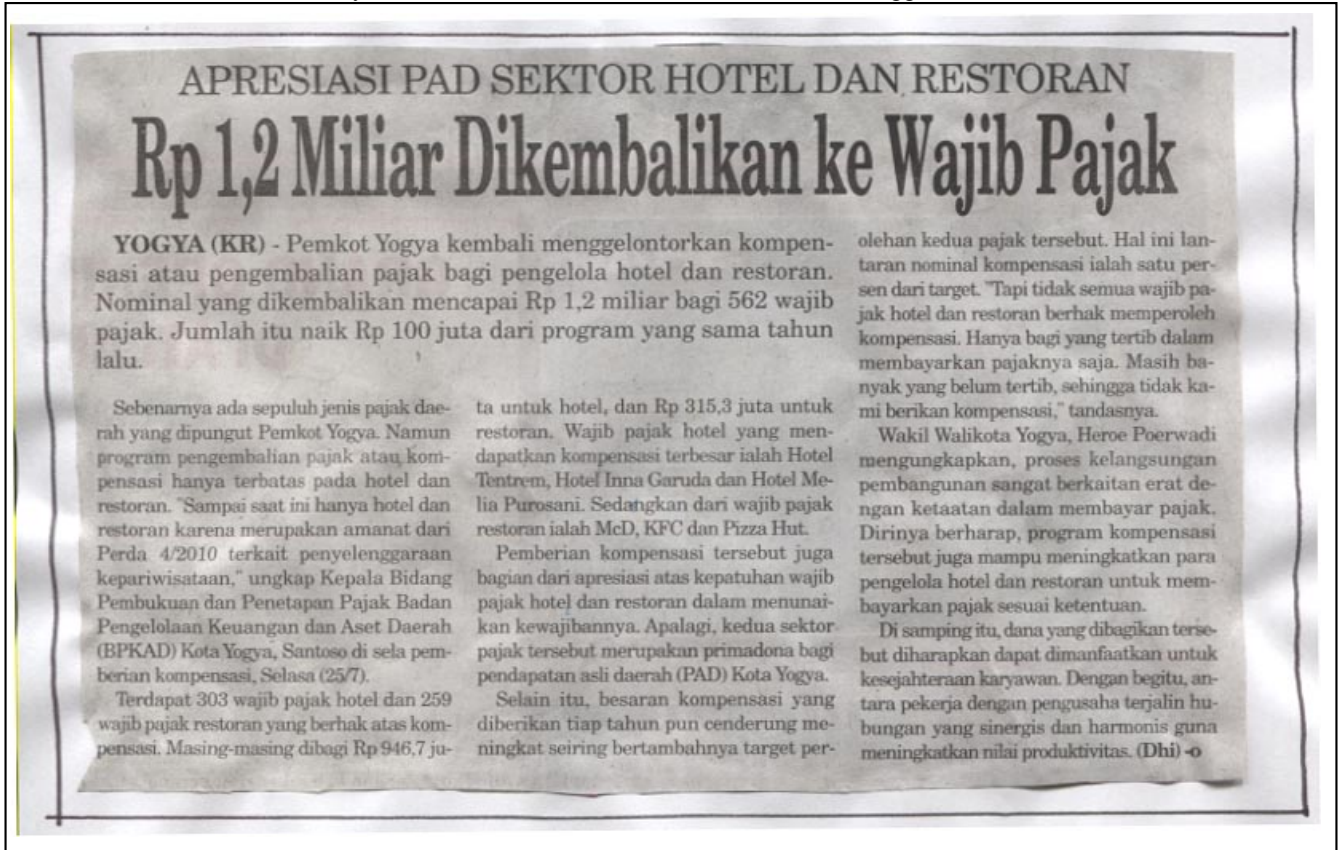 APRESIASI PAD SEKTOR HOTEL DAN RESTORAN
Rp 1,2 Miliar Dikembalikan ke Wajib Pajak
YOGYA (KR) - Pemkot Yogya kembali menggelontorkan kompen-
sasi atau pengembalian pajak bagi pengelola hotel dan restoran.
Nominal yang dikembalikan mencapai Rp 1,2 miliar bagi 562 wajib
pajak. Jumlah itu naik Rp 100 juta dari program yang sama tahun
lalu.
Sebenarnya ada sepuluh jenis pajak dae-
rah yang dipungut Pemkot Yogya. Namun
program pengembalian pajak atau kom-
pensasi hanya terbatas pada hotel dan
restoran. "Sampai saat ini hanya hotel dan
restoran karena merupakan amanat dari
Perda 4/2010 terkait penyelenggaraan
kepariwisataan," ungkap Kepala Bidang
Pembukuan dan Penetapan Pajak Badan
Pengelolaan Keuangan dan Aset Daerah
(BPKAD) Kota Yogya, Santoso di sela pem-
berian kompensasi, Selasa (25/7).
Terdapat 303 wajib pajak hotel dan 259
wajib pajak restoran yang berhak atas kom-
pensasi. Masing-masing dibagi Rp 946,7 ju-
ta untuk hotel, dan Rp 315,3 juta untuk
restoran. Wajib pajak hotel yang men-
dapatkan kompensasi terbesar ialah Hotel
Tentrem, Hotel Inna Garuda dan Hotel Me-
lia Purosani. Sedangkan dari wajib pajak
restoran ialah McD, KFC dan Pizza Hut.
Pemberian kompensasi tersebut juga
bagian dari apresiasi atas kepatuhan wajib
pajak hotel dan restoran dalam menunai-
kan kewajibannya. Apalagi, kedua sektor
pajak tersebut merupakan primadona bagi
pendapatan asli daerah (PAD) Kota Yogya.
Selain itu, besaran kompensasi yang
diberikan tiap tahun pun cenderung me-
ningkat seiring bertambahnya target per-
olehan kedua pajak tersebut. Hal ini lan-
taran nominal kompensasi ialah satu per-
sen dari target. "Tapi tidak semua wajib pa-
jak hotel dan restoran berhak memperoleh
kompensasi. Hanya bagi yang tertib dalam
membayarkan pajaknya saja. Masih ba-
nyak yang belum tertib, sehingga tidak ka-
mi berikan kompensasi," tandasnya.
Wakil Walikota Yogya, Heroe Poerwadi
mengungkapkan, proses kelangsungan
pembangunan sangat berkaitan erat de-
ngan ketaatan dalam membayar pajak.
Dirinya berharap, program kompensasi
tersebut juga mampu meningkatkan para
pengelola hotel dan restoran untuk mem-
bayarkan pajak sesuai ketentuan.
Di samping itu, dana yang dibagikan terse-
but diharapkan dapat dimanfaatkan untuk
kesejahteraan karyawan. Dengan begitu, an-
tara pekerja dengan pengusaha terjalin hu-
bungan yang sinergis dan harmonis guna
meningkatkan nilai produktivitas. (Dhi)